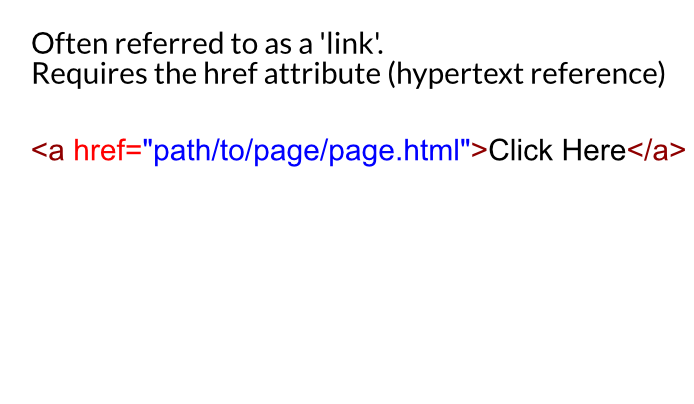 Often referred to as a 'link'.
Requires the href attribute (hypertext reference)
<a href="path/to/page/page.html">Click Here</a>